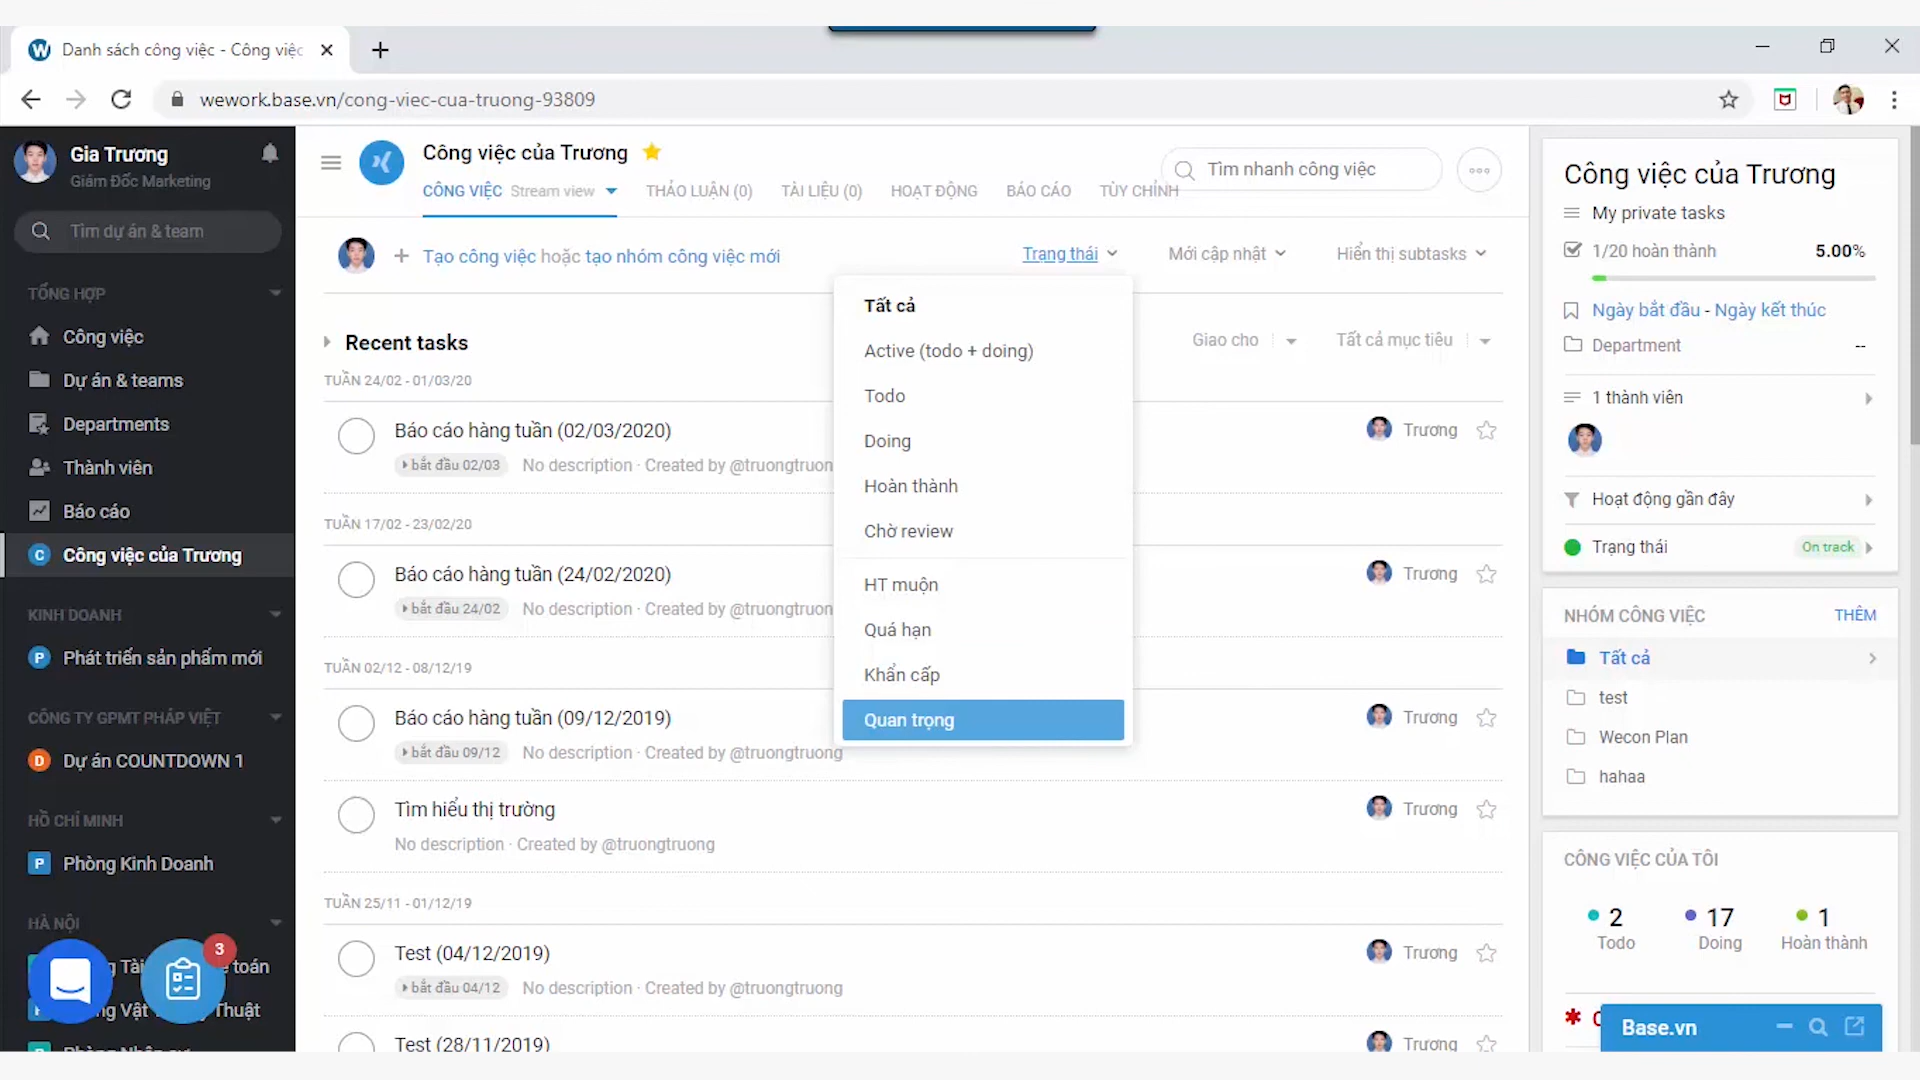 Danh sách công việc - Công việc
wework.base.vn/cong-viec-cua-truong-93809
Gia Trương
Giám Đốc Marketing
Tìm dự án & team
TỔNG HỢP
Công việc
Dự án & teams
Departments
Thành viên
Báo cáo
C Công việc của Trương
KINH DOANH
P Phát triển sản phẩm mới
CÔNG TY GPMT PHÁP VIỆT
D Dự án COUNTDOWN 1
HỒ CHÍ MINH
P Phòng Kinh Doanh
HÀ NỘI
3
toán
Thuật
Công việc của Trương
CÔNG VIỆC Stream view
THẢO LUẬN (0)
TÀI LIỆU (0)
HOẠT ĐỘNG
BÁO CÁO
TÙY CHỈNH
Tìm nhanh công việc
Tạo công việc hoặc tạo nhóm công việc mới
Trạng thái
Mới cập nhật
Hiển thị subtasks
Tất cả
Active (todo + doing)
Todo
Doing
Hoàn thành
Chờ review
HT muộn
Quá hạn
Khẩn cấp
Quan trọng
Recent tasks
Giao cho
Tất cả mục tiêu
TUẦN 24/02 - 01/03/20
Báo cáo hàng tuần (02/03/2020)
bắt đầu 02/03 No description · Created by @truongtruon
Trương
TUẦN 17/02 - 23/02/20
Báo cáo hàng tuần (24/02/2020)
bắt đầu 24/02 No description · Created by @truongtruon
Trương
TUẦN 02/12 - 08/12/19
Báo cáo hàng tuần (09/12/2019)
bắt đầu 09/12 No description · Created by @truongtruong
Trương
Tìm hiểu thị trường
No description · Created by @truongtruong
Trương
TUẦN 25/11 - 01/12/19
Test (04/12/2019)
bắt đầu 04/12 No description · Created by @truongtruong
Trương
Test (28/11/2019)
Trương
Công việc của Trương
My private tasks
1/20 hoàn thành 5.00%
Ngày bắt đầu - Ngày kết thúc
Department --
1 thành viên
Hoạt động gần đây
Trạng thái On track
NHÓM CÔNG VIỆC THÊM
Tất cả
test
Wecon Plan
hahaa
CÔNG VIỆC CỦA TÔI
2 17 1
Todo Doing Hoàn thành
Base.vn